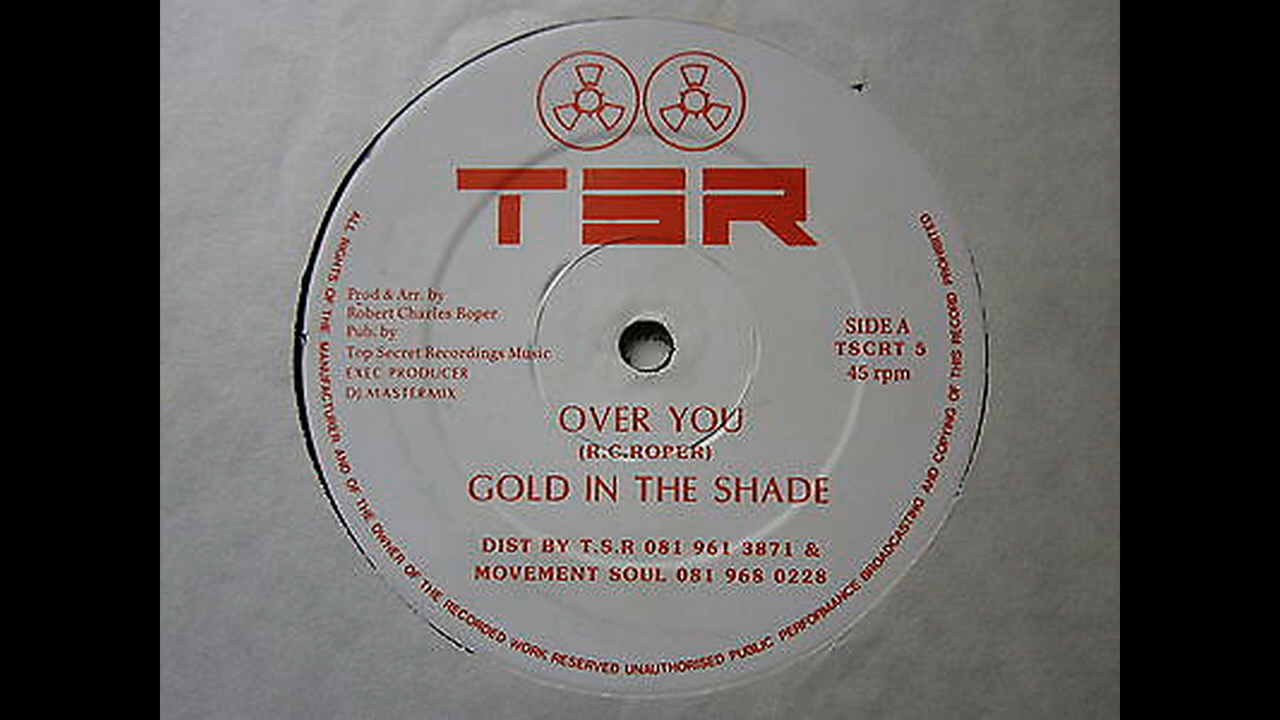 TSR
Prod & Arr. by
Robert Charles Roper
Pub. by
Top Secret Recordings Music
EXEC PRODUCER
DJ MASTERMIX
SIDE A
TSCRT 5
45 rpm
OVER YOU
(R.C.ROPER)
GOLD IN THE SHADE
DIST BY T.S.R 081 961 3871 &
MOVEMENT SOUL 081 968 0228
ALL RIGHTS OF THE MANUFACTURER AND OF THE OWNER OF THE RECORDED WORK RESERVED UNAUTHORISED PUBLIC PERFORMANCE BROADCASTING AND COPYING OF THIS RECORD PROHIBITED